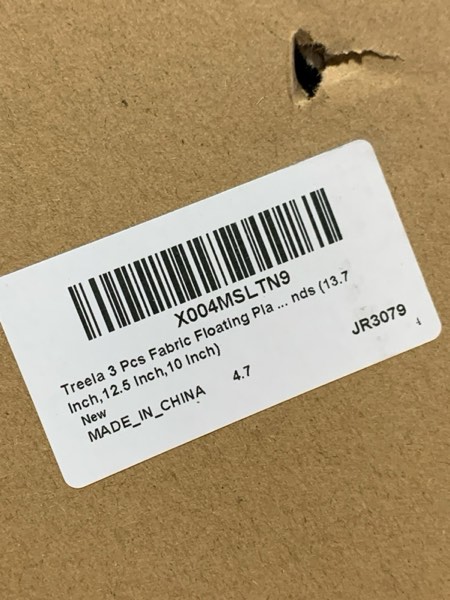 X004MSLTN9
Treela 3 Pcs Fabric Floating Pla ... nds (13.7
Inch,12.5 Inch,10 Inch)
New
MADE_IN_CHINA 4.7
JR3079